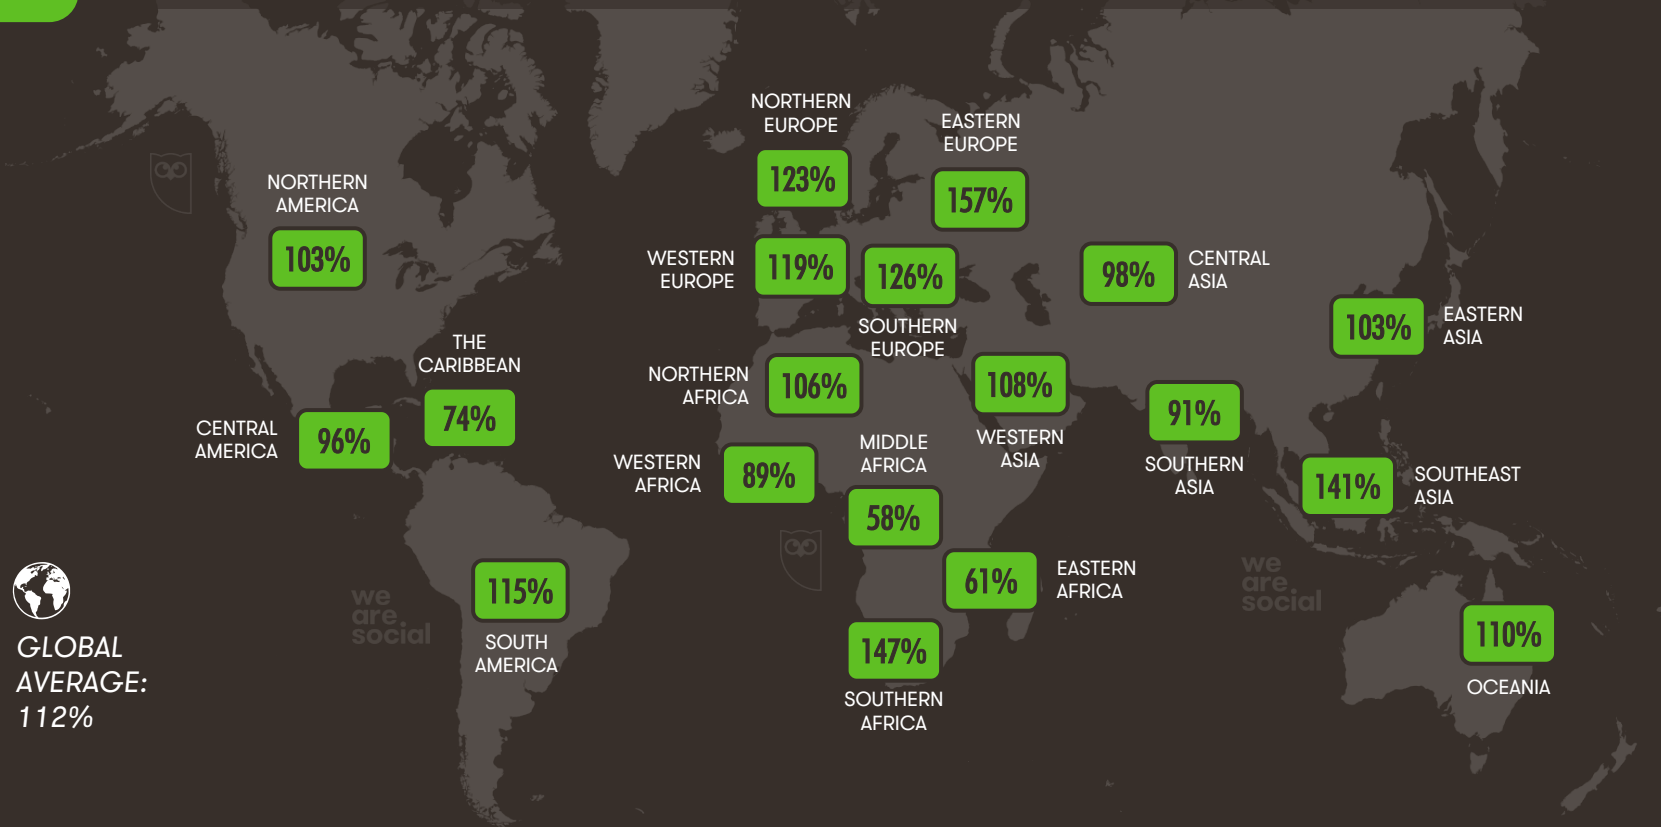 NORTHERN
EUROPE
123%
EASTERN
EUROPE
157%
NORTHERN
AMERICA
103%
WESTERN
EUROPE
119%
126%
SOUTHERN
EUROPE
98%
CENTRAL
ASIA
103%
EASTERN
ASIA
THE
CARIBBEAN
74%
NORTHERN
AFRICA
106%
108%
WESTERN
ASIA
91%
SOUTHERN
ASIA
CENTRAL
AMERICA
96%
WESTERN
AFRICA
89%
MIDDLE
AFRICA
58%
141%
SOUTHEAST
ASIA
61%
EASTERN
AFRICA
115%
SOUTH
AMERICA
147%
SOUTHERN
AFRICA
110%
OCEANIA
we
are
social
we
are
social
GLOBAL
AVERAGE:
112%